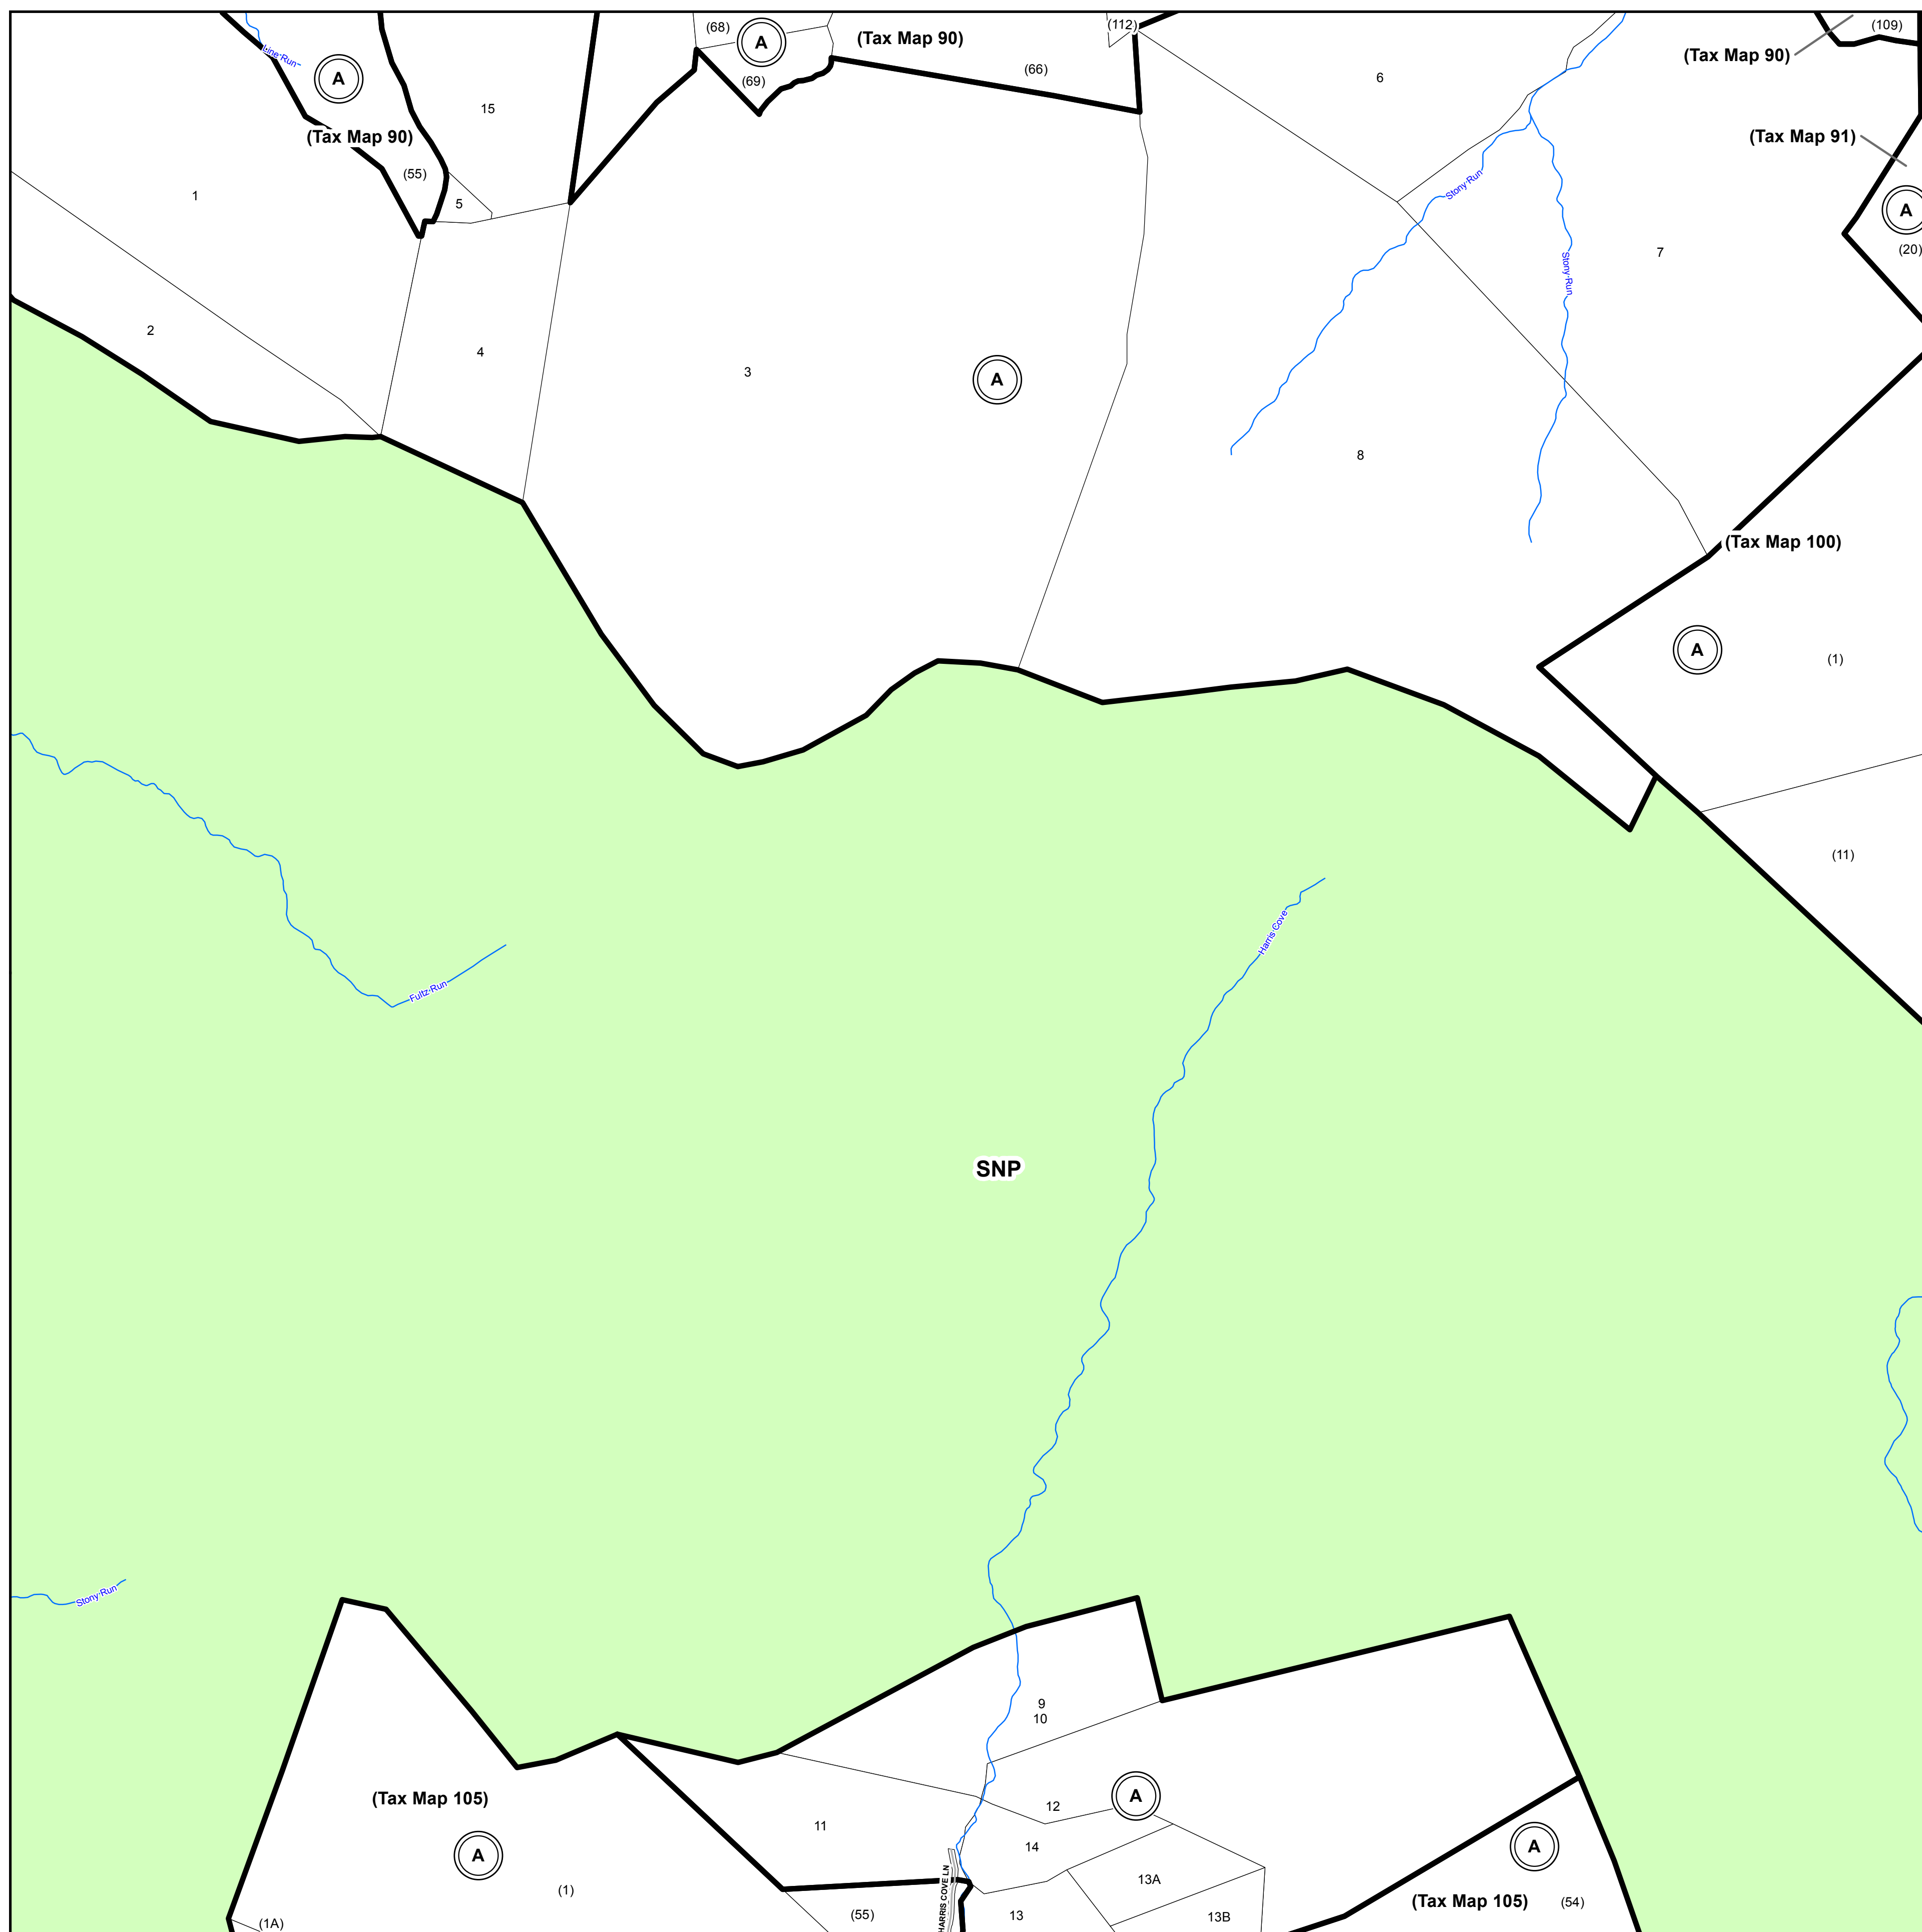 (68)
A
(Tax Map 90)
(112)
(109)
(Tax Map 90)
Line Run
A
(69)
(66)
6
15
(Tax Map 90)
(Tax Map 91)
(55)
Stony Run
1
5
A
7
(20)
Stony Run
2
4
3
A
8
(Tax Map 100)
A
(1)
(11)
Harris Cove
Fultz Run
SNP
Stony Run
9
10
(Tax Map 105)
A
12
11
14
A
A
13A
(1)
HARRIS COVE LN
(Tax Map 105)
(54)
(55)
13
13B
(1A)